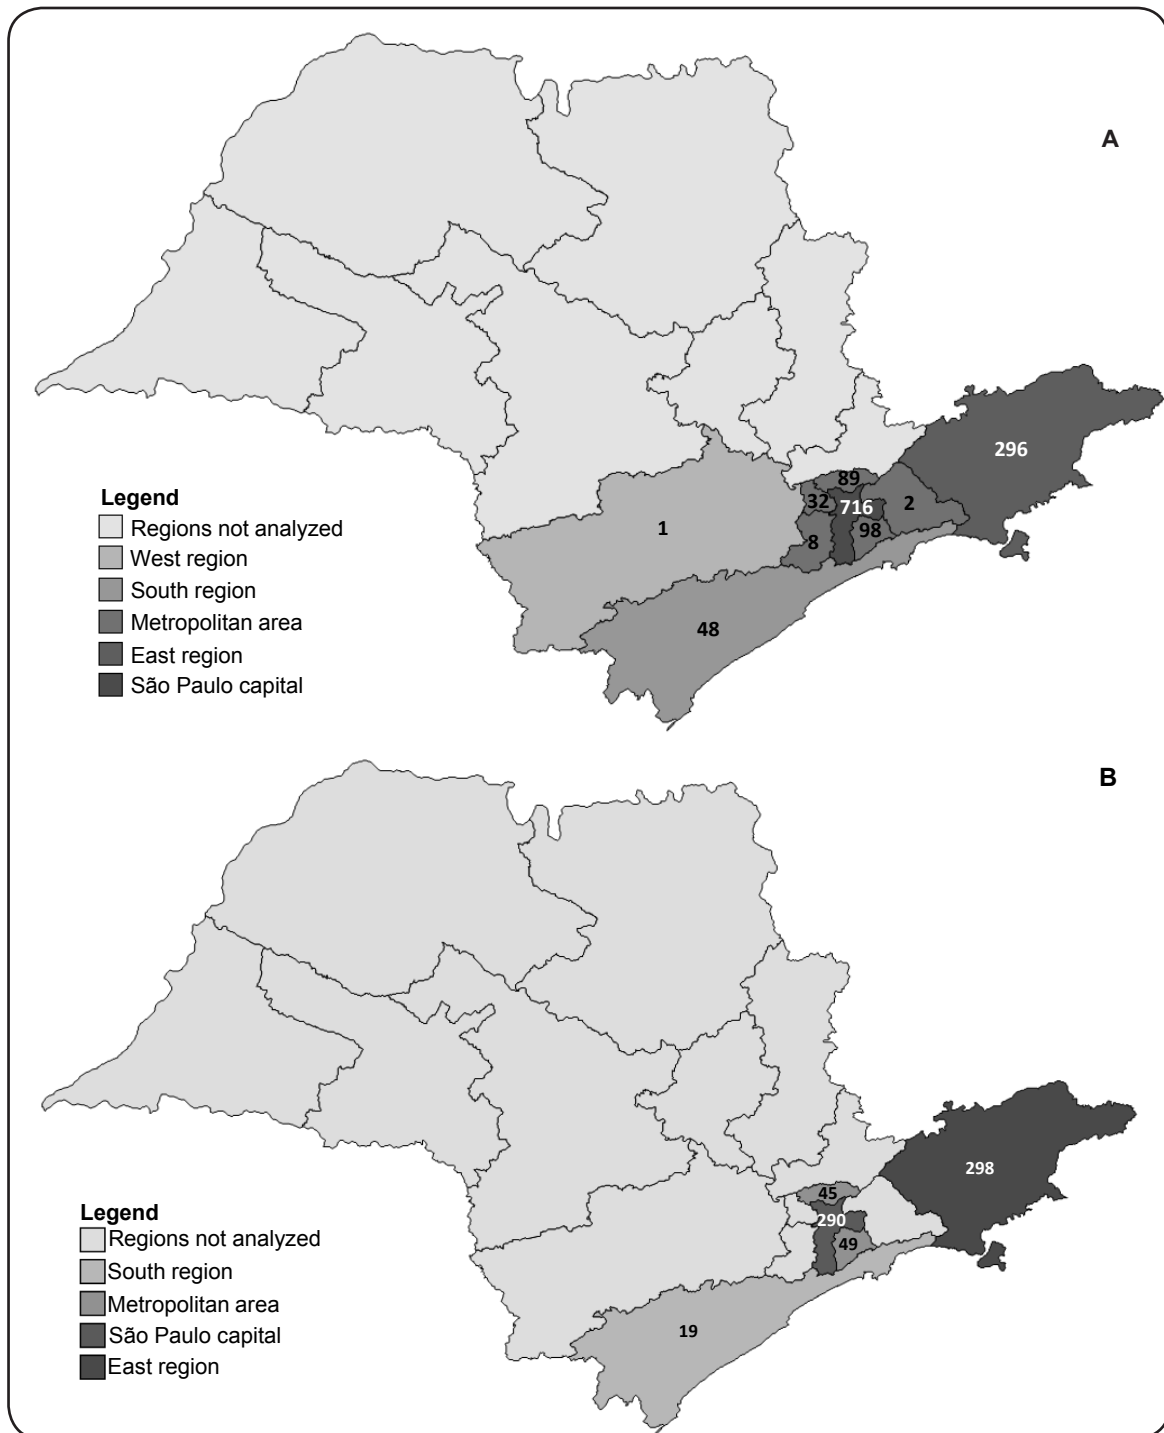 A
296
89
32
716
2
1
98
8
48
Legend
Regions not analyzed
West region
South region
Metropolitan area
East region
São Paulo capital
B
298
45
290
49
19
Legend
Regions not analyzed
South region
Metropolitan area
São Paulo capital
East region